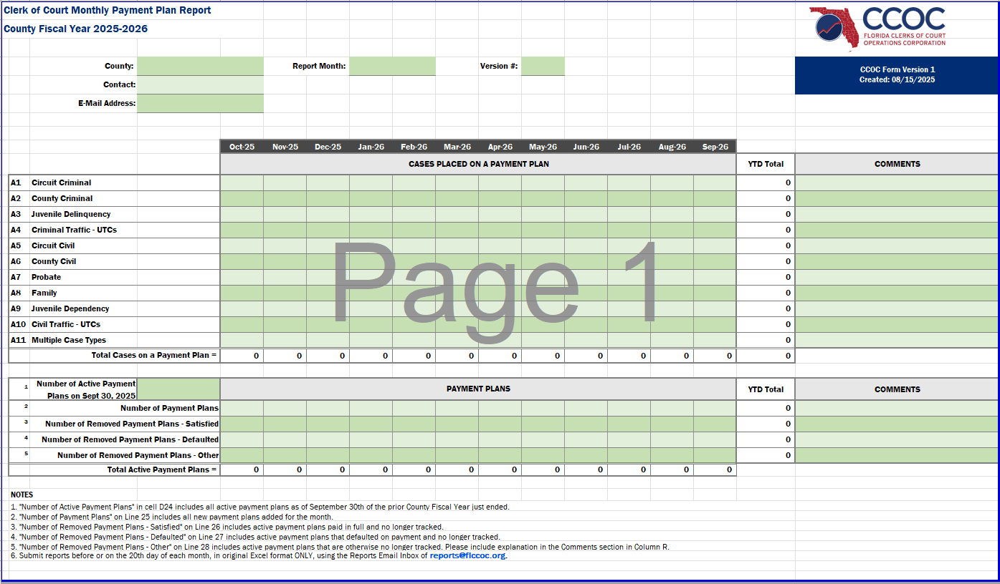 Clerk of Court Monthly Payment Plan Report
County Fiscal Year 2025-2026
CCOC
FLORIDA CLERKS OF COURT
OPERATIONS CORPORATION
County: Report Month: Version #:
Contact:
E-Mail Address:
CCOC Form Version 1
Created: 08/15/2025
Oct-25 Nov-25 Dec-25 Jan-26 Feb-26 Mar-26 Apr-26 May-26 Jun-26 Jul-26 Aug-26 Sep-26
CASES PLACED ON A PAYMENT PLAN YTD Total COMMENTS
A1 Circuit Criminal 0
A2 County Criminal 0
A3 Juvenile Delinquency 0
A4 Criminal Traffic - UTCs 0
A5 Circuit Civil 0
A6 County Civil 0
A7 Probate 0
A8 Family 0
A9 Juvenile Dependency 0
A10 Civil Traffic - UTCs 0
A11 Multiple Case Types 0
Page 1
Total Cases on a Payment Plan = 0 0 0 0 0 0 0 0 0 0 0 0 0
1 Number of Active Payment
Plans on Sept 30, 2025
PAYMENT PLANS YTD Total COMMENTS
2 Number of Payment Plans 0
3 Number of Removed Payment Plans - Satisfied 0
4 Number of Removed Payment Plans - Defaulted 0
5 Number of Removed Payment Plans - Other 0
Total Active Payment Plans = 0 0 0 0 0 0 0 0 0 0 0 0
NOTES
1. "Number of Active Payment Plans" in cell D24 includes all active payment plans as of September 30th of the prior County Fiscal Year just ended.
2. "Number of Payment Plans" on Line 25 includes all new payment plans added for the month.
3. "Number of Removed Payment Plans - Satisfied" on Line 26 includes active payment plans paid in full and no longer tracked.
4. "Number of Removed Payment Plans - Defaulted" on Line 27 includes active payment plans that defaulted on payment and no longer tracked.
5. "Number of Removed Payment Plans - Other" on Line 28 includes active payment plans that are otherwise no longer tracked. Please include explanation in the Comments section in Column R.
6. Submit reports before or on the 20th day of each month, in original Excel format ONLY, using the Reports Email Inbox of reports@flccoc.org.